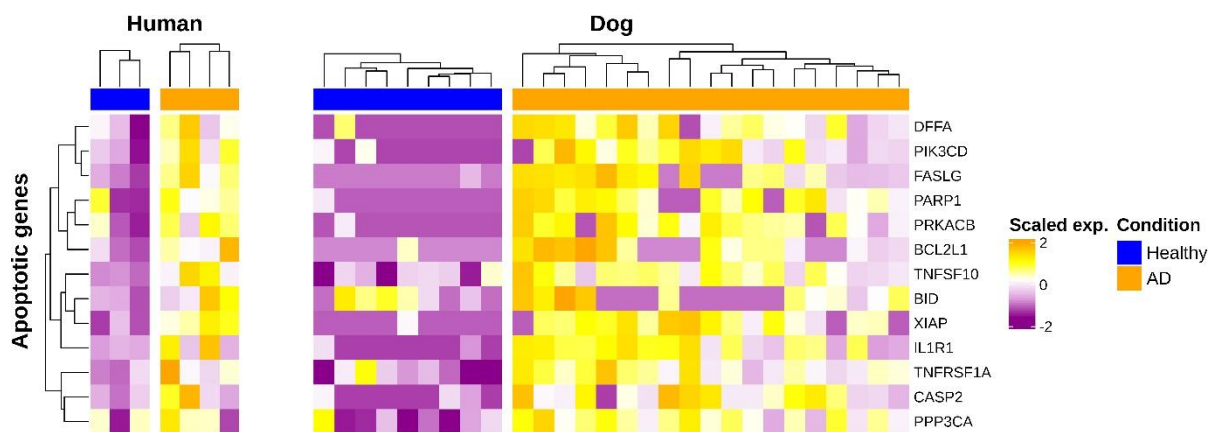 Human
Dog
Apoptotic genes
DFFA
PIK3CD
FASLG
PARP1
PRKACB
BCL2L1
TNFSF10
BID
XIAP
IL1R1
TNFRSF1A
CASP2
PPP3CA
Scaled exp.
2
0
-2
Condition
Healthy
AD